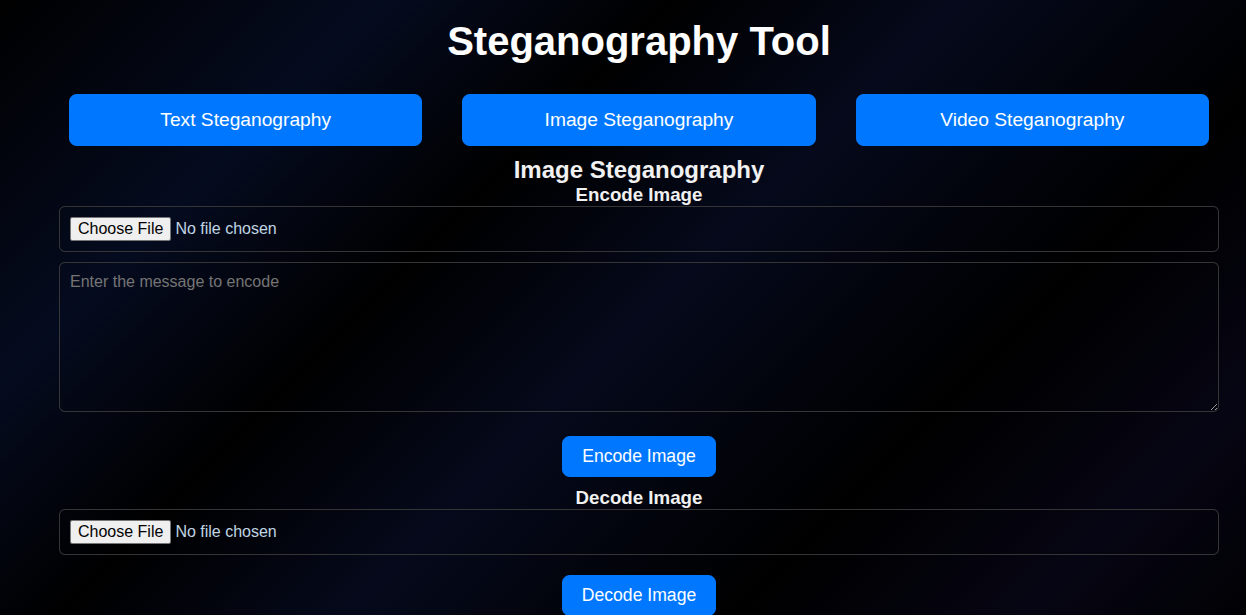 Steganography Tool
Text Steganography Image Steganography Video Steganography
Image Steganography
Encode Image
Choose File No file chosen
Enter the message to encode
Encode Image
Decode Image
Choose File No file chosen
Decode Image